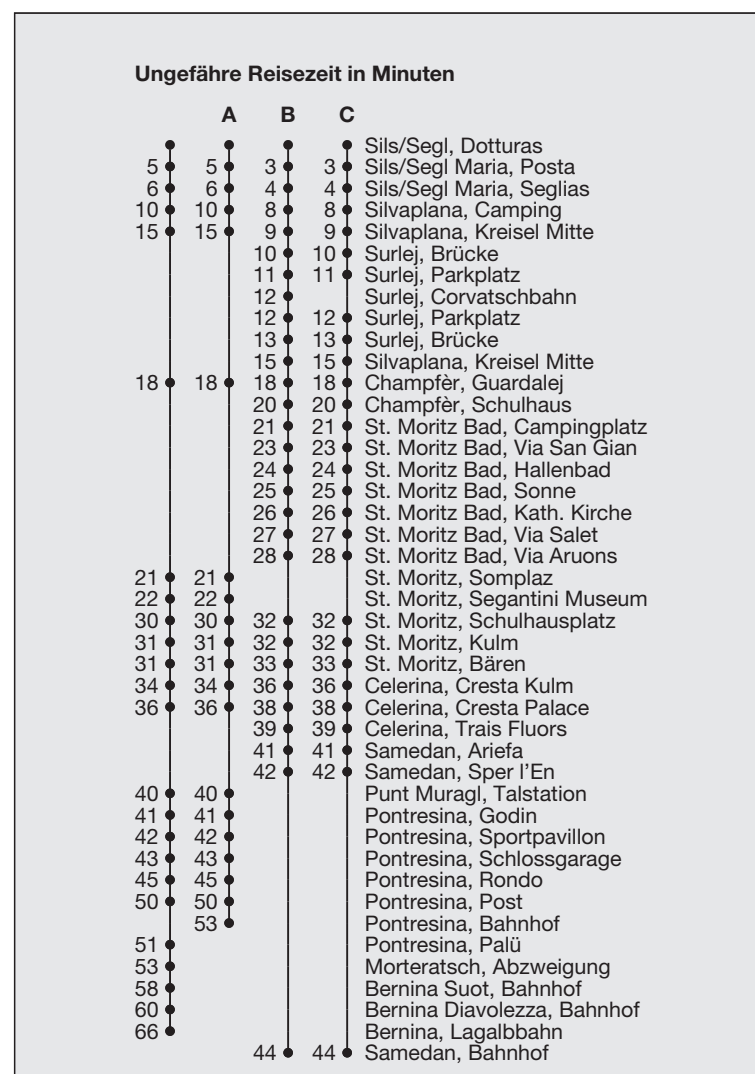 Ungefähre Reisezeit in Minuten
A B C
Sils/Segl, Dotturas
5 5 3 3 Sils/Segl Maria, Posta
6 6 4 4 Sils/Segl Maria, Seglias
10 10 8 8 Silvaplana, Camping
15 15 9 9 Silvaplana, Kreisel Mitte
10 10 Surlej, Brücke
11 11 Surlej, Parkplatz
12 Surlej, Corvatschbahn
12 12 Surlej, Parkplatz
13 13 Surlej, Brücke
15 15 Silvaplana, Kreisel Mitte
18 18 18 18 Champfèr, Guardalej
20 20 Champfèr, Schulhaus
21 21 St. Moritz Bad, Campingplatz
23 23 St. Moritz Bad, Via San Gian
24 24 St. Moritz Bad, Hallenbad
25 25 St. Moritz Bad, Sonne
26 26 St. Moritz Bad, Kath. Kirche
27 27 St. Moritz Bad, Via Salet
28 28 St. Moritz Bad, Via Aruons
21 21 St. Moritz, Somplaz
22 22 St. Moritz, Segantini Museum
30 30 32 32 St. Moritz, Schulhausplatz
31 31 32 32 St. Moritz, Kulm
31 31 33 33 St. Moritz, Bären
34 34 36 36 Celerina, Cresta Kulm
36 36 38 38 Celerina, Cresta Palace
39 39 Celerina, Trais Fluors
41 41 Samedan, Ariefa
42 42 Samedan, Sper l'En
40 40 Punt Muragl, Talstation
41 41 Pontresina, Godin
42 42 Pontresina, Sportpavillon
43 43 Pontresina, Schlossgarage
45 45 Pontresina, Rondo
50 50 Pontresina, Post
53 Pontresina, Bahnhof
51 Pontresina, Palü
53 Morteratsch, Abzweigung
58 Bernina Suot, Bahnhof
60 Bernina Diavolezza, Bahnhof
66 Bernina, Lagalbbahn
44 44 Samedan, Bahnhof